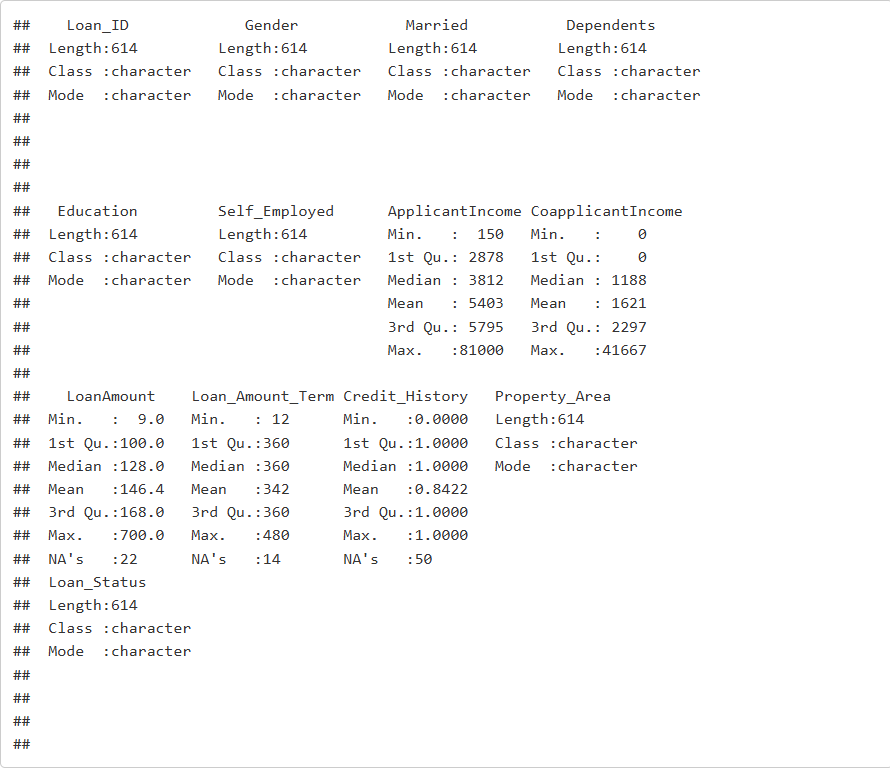 ##    Loan_ID             Gender            Married           Dependents
##  Length:614         Length:614         Length:614         Length:614
##  Class :character   Class :character   Class :character   Class :character
##  Mode  :character   Mode  :character   Mode  :character   Mode  :character
##
##
##
##
##   Education         Self_Employed      ApplicantIncome CoapplicantIncome
##  Length:614         Length:614         Min.   :  150   Min.   :    0
##  Class :character   Class :character   1st Qu.: 2878   1st Qu.:    0
##  Mode  :character   Mode  :character   Median : 3812   Median : 1188
##                                        Mean   : 5403   Mean   : 1621
##                                        3rd Qu.: 5795   3rd Qu.: 2297
##                                        Max.   :81000   Max.   :41667
##
##    LoanAmount    Loan_Amount_Term Credit_History   Property_Area
##  Min.   :  9.0   Min.   : 12      Min.   :0.0000   Length:614
##  1st Qu.:100.0   1st Qu.:360      1st Qu.:1.0000   Class :character
##  Median :128.0   Median :360      Median :1.0000   Mode  :character
##  Mean   :146.4   Mean   :342      Mean   :0.8422
##  3rd Qu.:168.0   3rd Qu.:360      3rd Qu.:1.0000
##  Max.   :700.0   Max.   :480      Max.   :1.0000
##  NA's   :22      NA's   :14       NA's   :50
##  Loan_Status
##  Length:614
##  Class :character
##  Mode  :character
##
##
##
##